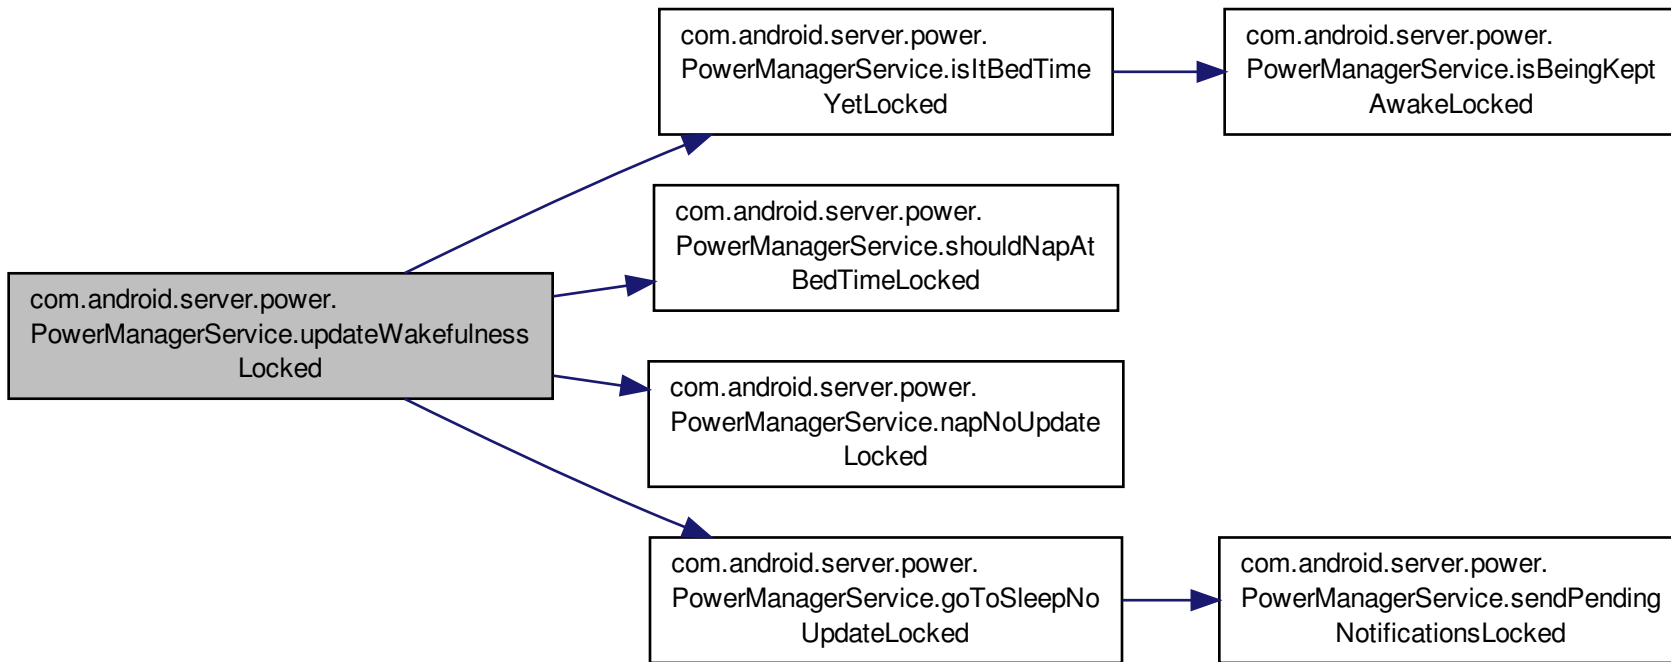 com.android.server.power.
PowerManagerService.isItBedTime
YetLocked
com.android.server.power.
PowerManagerService.isBeingKept
AwakeLocked
com.android.server.power.
PowerManagerService.shouldNapAt
BedTimeLocked
com.android.server.power.
PowerManagerService.updateWakefulness
Locked
com.android.server.power.
PowerManagerService.napNoUpdate
Locked
com.android.server.power.
PowerManagerService.goToSleepNo
UpdateLocked
com.android.server.power.
PowerManagerService.sendPending
NotificationsLocked